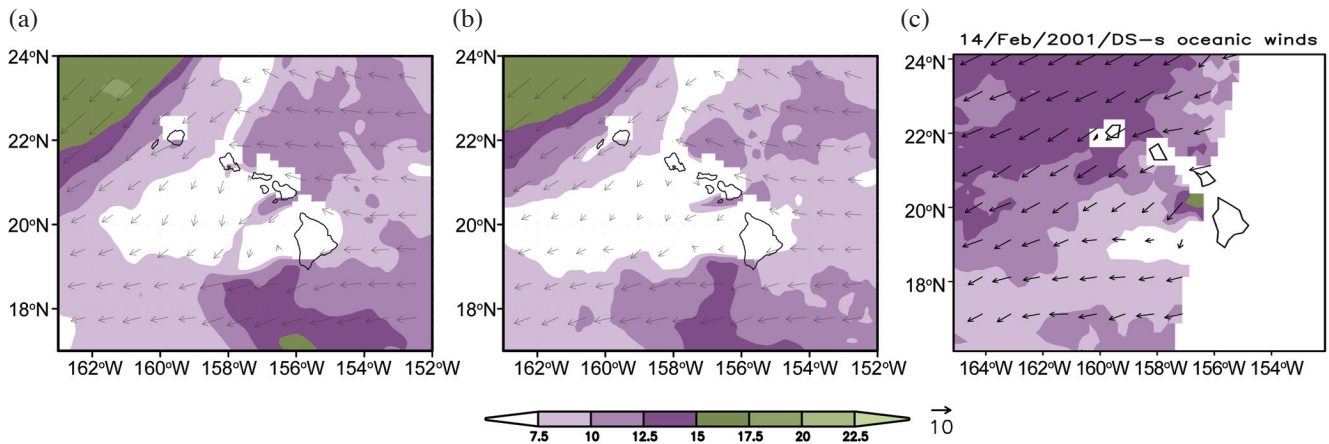 (a)
(b)
(c)
14/Feb/2001/DS-s oceanic winds
24°N
22°N
20°N
18°N
162°W 160°W 158°W 156°W 154°W 152°W
24°N
22°N
20°N
18°N
162°W 160°W 158°W 156°W 154°W 152°W
24°N
22°N
20°N
18°N
164°W 162°W 160°W 158°W 156°W 154°W
7.5 10 12.5 15 17.5 20 22.5
10